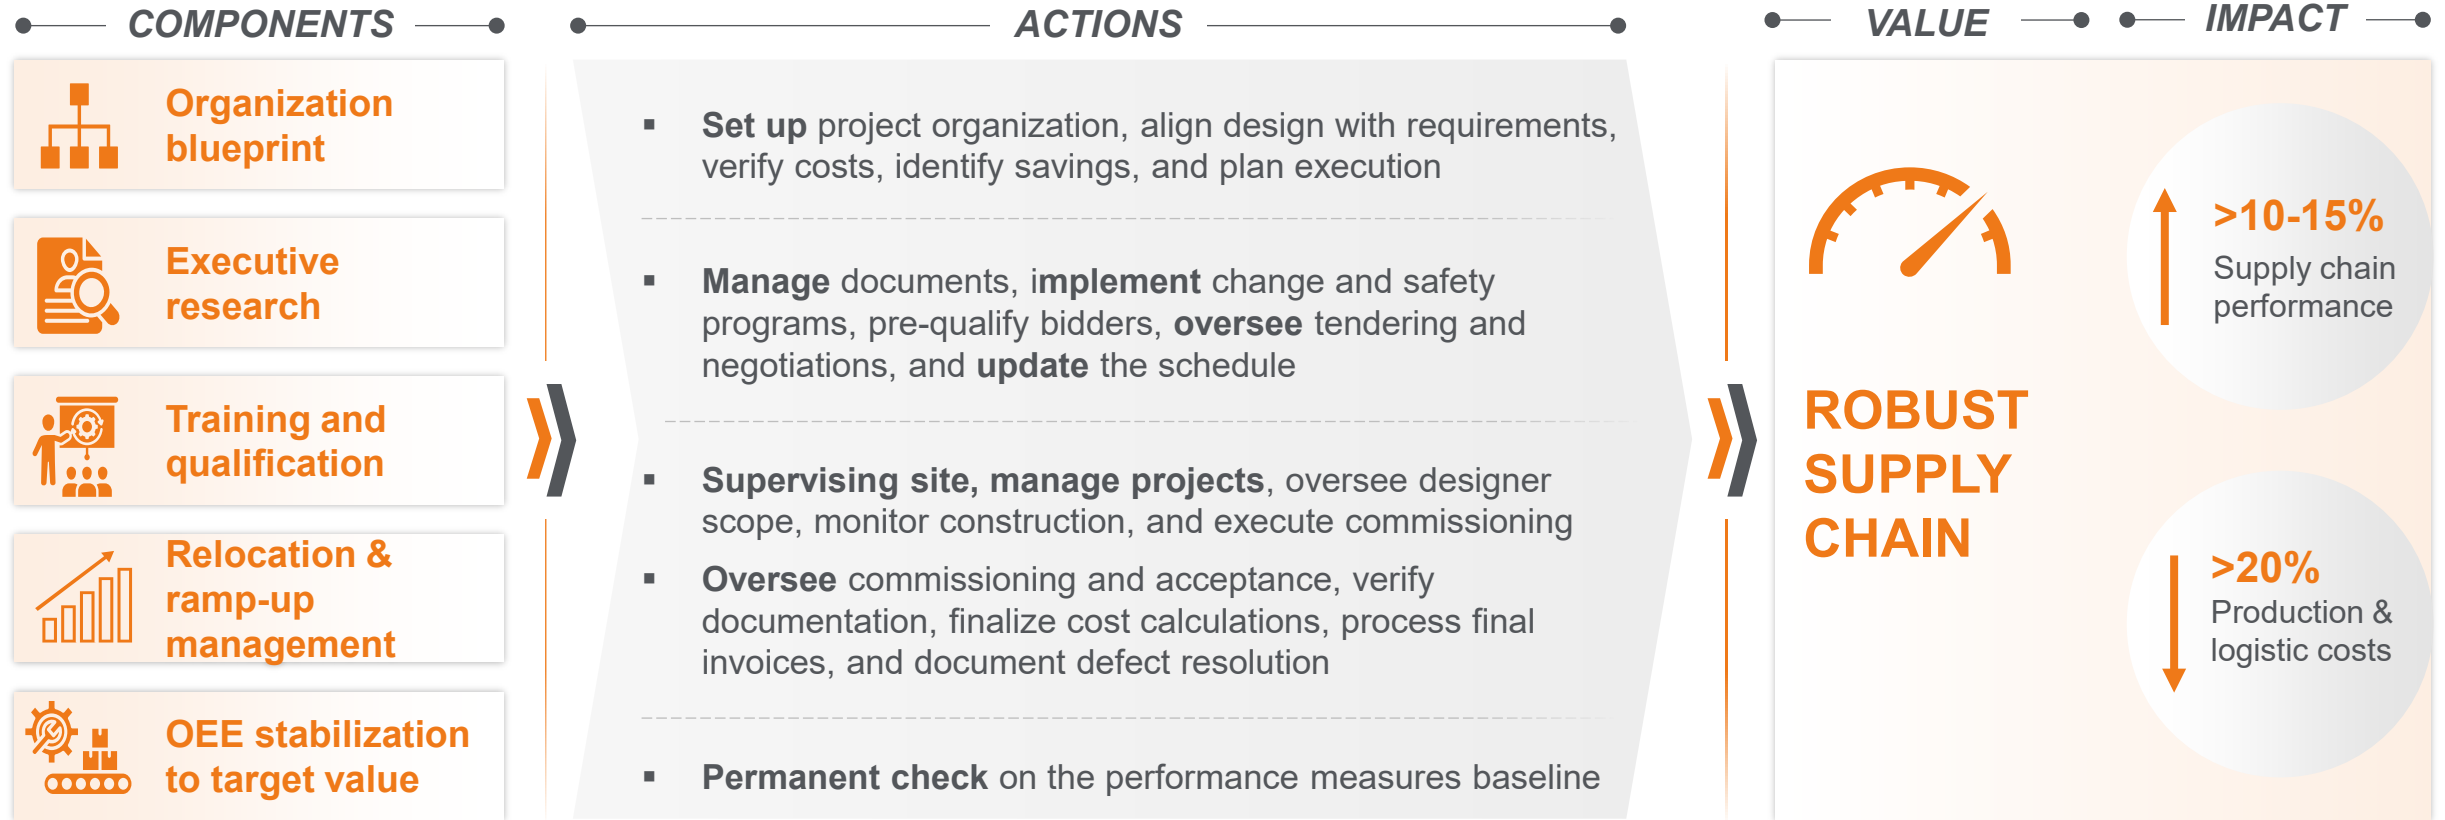 COMPONENTS
ACTIONS
VALUE
IMPACT
Organization
blueprint
Executive
research
Training and
qualification
Relocation &
ramp-up
management
OEE stabilization
to target value
▪ Set up project organization, align design with requirements,
verify costs, identify savings, and plan execution
▪ Manage documents, implement change and safety
programs, pre-qualify bidders, oversee tendering and
negotiations, and update the schedule
▪ Supervising site, manage projects, oversee designer
scope, monitor construction, and execute commissioning
▪ Oversee commissioning and acceptance, verify
documentation, finalize cost calculations, process final
invoices, and document defect resolution
▪ Permanent check on the performance measures baseline
ROBUST
SUPPLY
CHAIN
>10-15%
Supply chain
performance
>20%
Production &
logistic costs